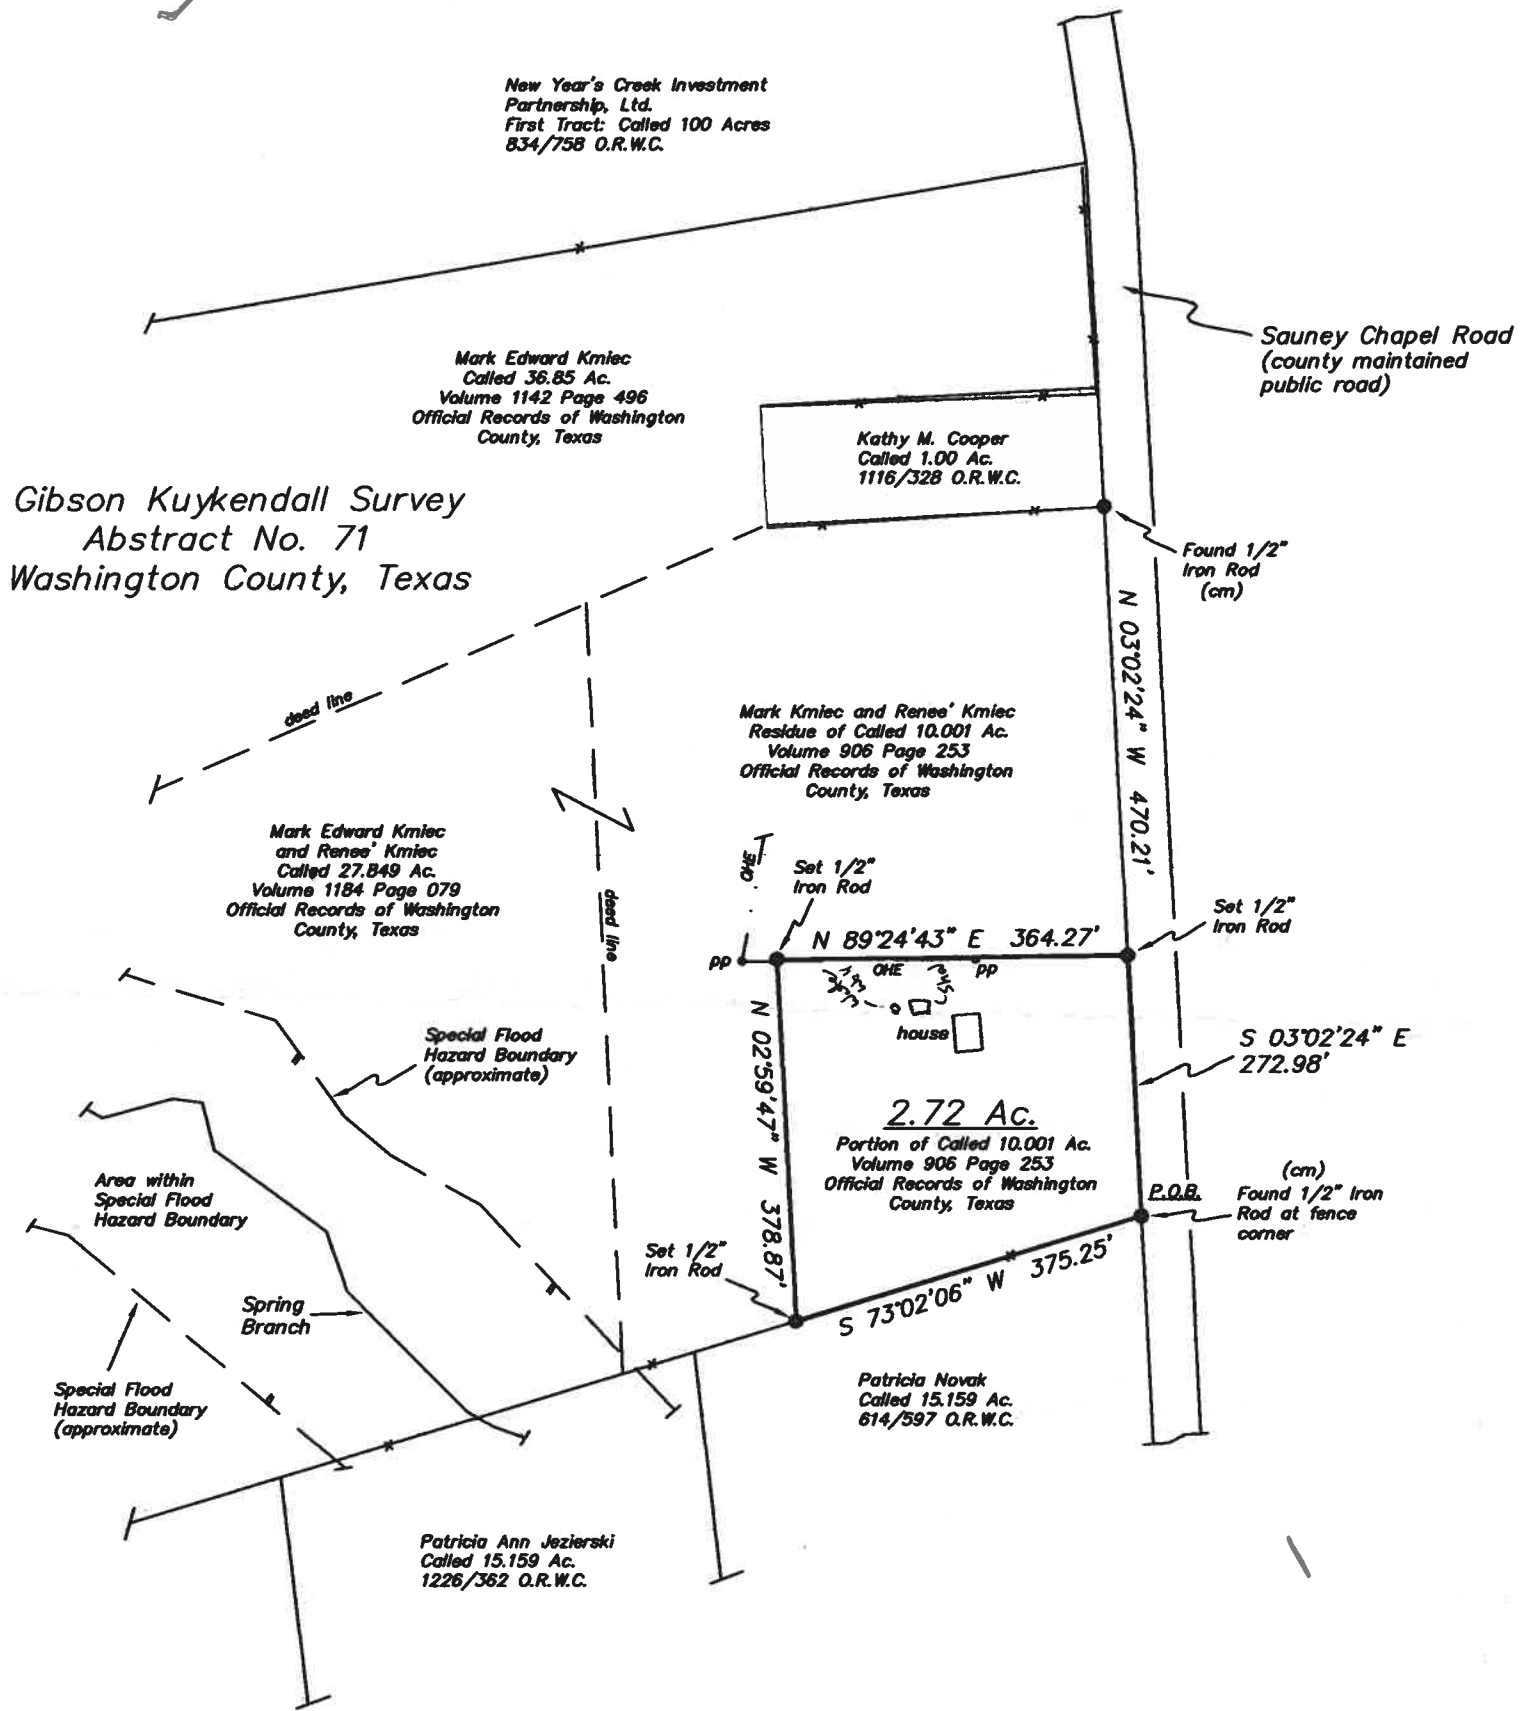 New Year's Creek Investment
Partnership, Ltd.
First Tract: Called 100 Acres
834/758 O.R.W.C.
Sauney Chapel Road
(county maintained
public road)
Mark Edward Kmiec
Called 36.85 Ac.
Volume 1142 Page 496
Official Records of Washington
County, Texas
Kathy M. Cooper
Called 1.00 Ac.
1116/328 O.R.W.C.
Gibson Kuykendall Survey
Abstract No. 71
Washington County, Texas
Found 1/2"
Iron Rod
(cm)
N 03°02'24" W 470.21'
deed line
Mark Kmiec and Renee' Kmiec
Residue of Called 10.001 Ac.
Volume 906 Page 253
Official Records of Washington
County, Texas
Mark Edward Kmiec
and Renee' Kmiec
Called 27.849 Ac.
Volume 1184 Page 079
Official Records of Washington
County, Texas
deed line
OHE
Set 1/2"
Iron Rod
Set 1/2"
Iron Rod
N 89°24'43" E 364.27'
PP
OHE
PP
house
N 02°59'47" W 378.87'
S 03°02'24" E
272.98'
Special Flood
Hazard Boundary
(approximate)
2.72 Ac.
Portion of Called 10.001 Ac.
Volume 906 Page 253
Official Records of Washington
County, Texas
Area within
Special Flood
Hazard Boundary
P.O.B.
(cm)
Found 1/2" Iron
Rod at fence
corner
Set 1/2"
Iron Rod
S 73°02'06" W 375.25'
Spring
Branch
Special Flood
Hazard Boundary
(approximate)
Patricia Novak
Called 15.159 Ac.
614/597 O.R.W.C.
Patricia Ann Jezierski
Called 15.159 Ac.
1226/362 O.R.W.C.